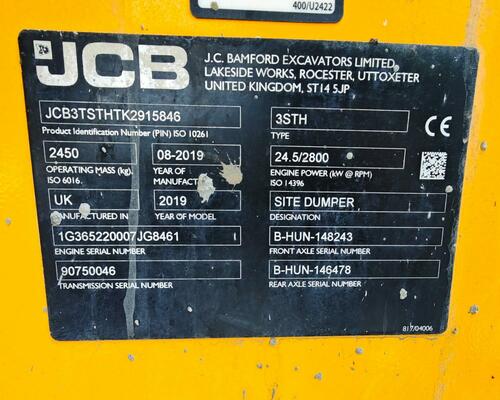 400/U2422
JCB
J.C. BAMFORD EXCAVATORS LIMITED,
LAKESIDE WORKS, ROCESTER, UTTOXETER
UNITED KINGDOM, ST14 5JP
JCB3TSTHTK2915846
Product Identification Number (PIN) ISO 10261
3STH
TYPE
CE
2450
OPERATING MASS (kg)
ISO 6016.
08-2019
YEAR OF
MANUFACT
24.5/2800
ENGINE POWER (kW @ RPM)
ISO 14396
UK
MANUFACTURED IN
2019
YEAR OF MODEL
SITE DUMPER
DESIGNATION
1G365220007JG8461
ENGINE SERIAL NUMBER
B-HUN-148243
FRONT AXLE SERIAL NUMBER
90750046
TRANSMISSION SERIAL NUMBER
B-HUN-146478
REAR AXLE SERIAL NUMBER
817/04006